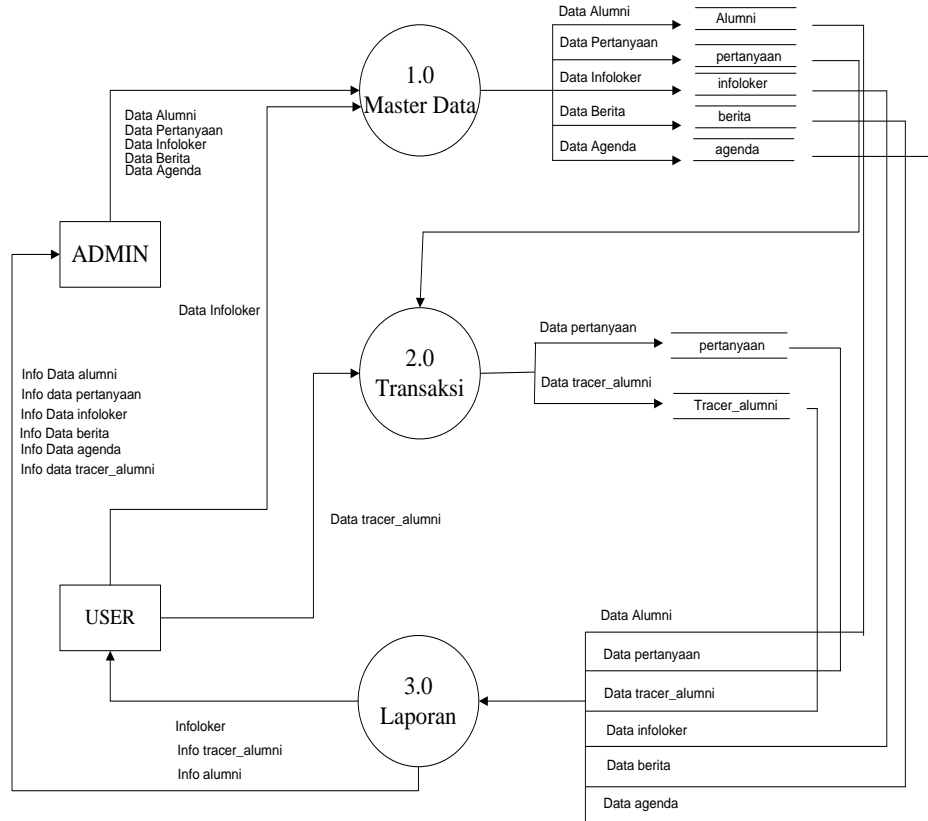 Data Alumni
Alumni
Data Pertanyaan
pertanyaan
1.0
Master Data
Data Infoloker
infoloker
Data Berita
berita
Data Agenda
agenda
Data Alumni
Data Pertanyaan
Data Infoloker
Data Berita
Data Agenda
ADMIN
Data Infoloker
2.0
Transaksi
Data pertanyaan
pertanyaan
Data tracer_alumni
Tracer_alumni
Info Data alumni
Info data pertanyaan
Info Data infoloker
Info Data berita
Info Data agenda
Info data tracer_alumni
Data tracer_alumni
USER
3.0
Laporan
Data Alumni
Data pertanyaan
Data tracer_alumni
Data infoloker
Data berita
Data agenda
Infoloker
Info tracer_alumni
Info alumni